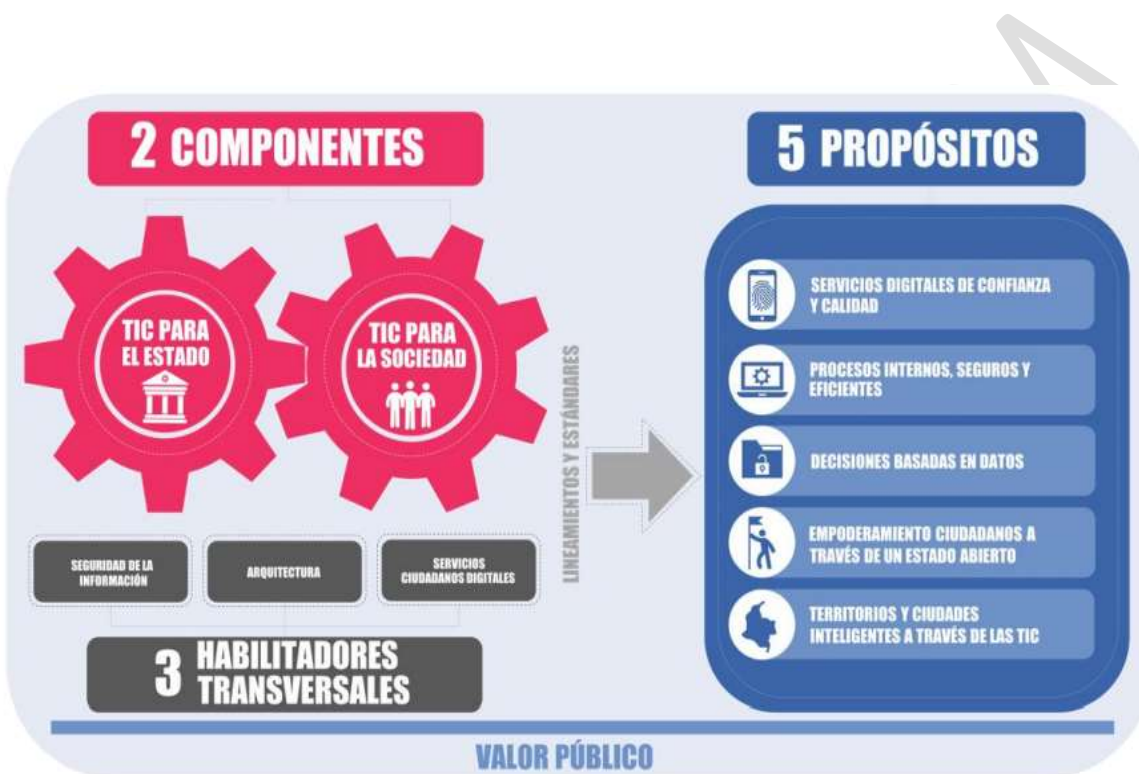 2 COMPONENTES
TIC PARA
EL ESTADO
TIC PARA
LA SOCIEDAD
SEGURIDAD DE LA
INFORMACIÓN
ARQUITECTURA
SERVICIOS
CIUDADANOS DIGITALES
3 HABILITADORES
TRANSVERSALES
LINEAMIENTOS Y ESTÁNDARES
5 PROPÓSITOS
SERVICIOS DIGITALES DE CONFIANZA
Y CALIDAD
PROCESOS INTERNOS, SEGUROS Y
EFICIENTES
DECISIONES BASADAS EN DATOS
EMPODERAMIENTO CIUDADANOS A
TRAVÉS DE UN ESTADO ABIERTO
TERRITORIOS Y CIUDADES
INTELIGENTES A TRAVÉS DE LAS TIC
VALOR PÚBLICO